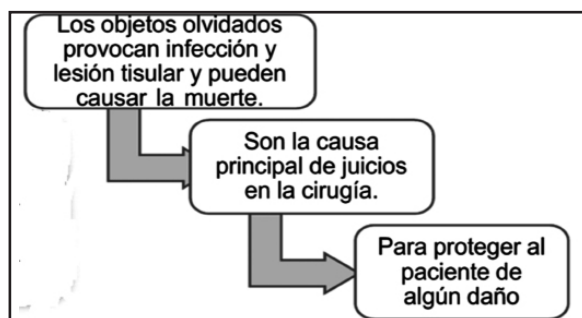 Los objetos olvidados
provocan infección y
lesión tisular y pueden
causar la muerte.
Son la causa
principal de juicios
en la cirugía.
Para proteger al
paciente de
algún daño